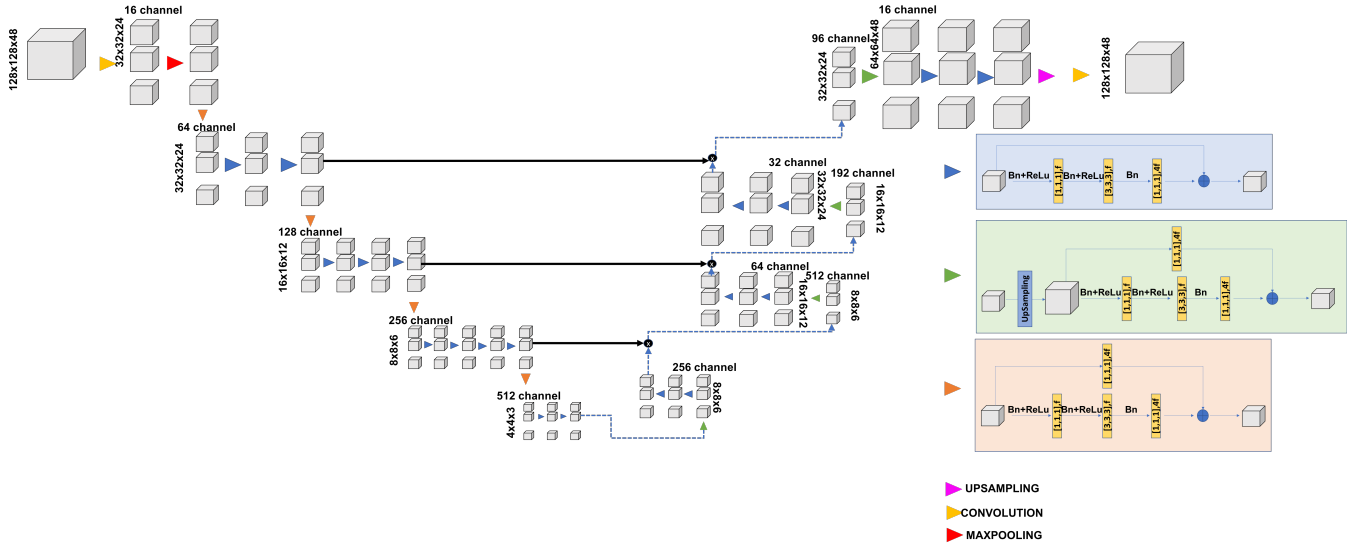 16 channel
128x128x48
32x32x24
64 channel
32x32x24
128 channel
16x16x12
256 channel
8x8x6
512 channel
4x4x3
256 channel
8x8x6
64 channel
16x16x12
512 channel
8x8x6
32 channel
32x32x24
192 channel
16x16x12
96 channel
32x32x24
16 channel
64x64x48
128x128x48
Bn+ReLu
[1,1,1],f
Bn+ReLu
[3,3,3],f
Bn
[1,1,1],4f
[1,1,1],4f
UpSampling
Bn+ReLu
[1,1,1],f
Bn+ReLu
[3,3,3],f
Bn
[1,1,1],4f
[1,1,1],4f
Bn+ReLu
[1,1,1],f
Bn+ReLu
[3,3,3],f
Bn
[1,1,1],4f
x
x
x
UPSAMPLING
CONVOLUTION
MAXPOOLING